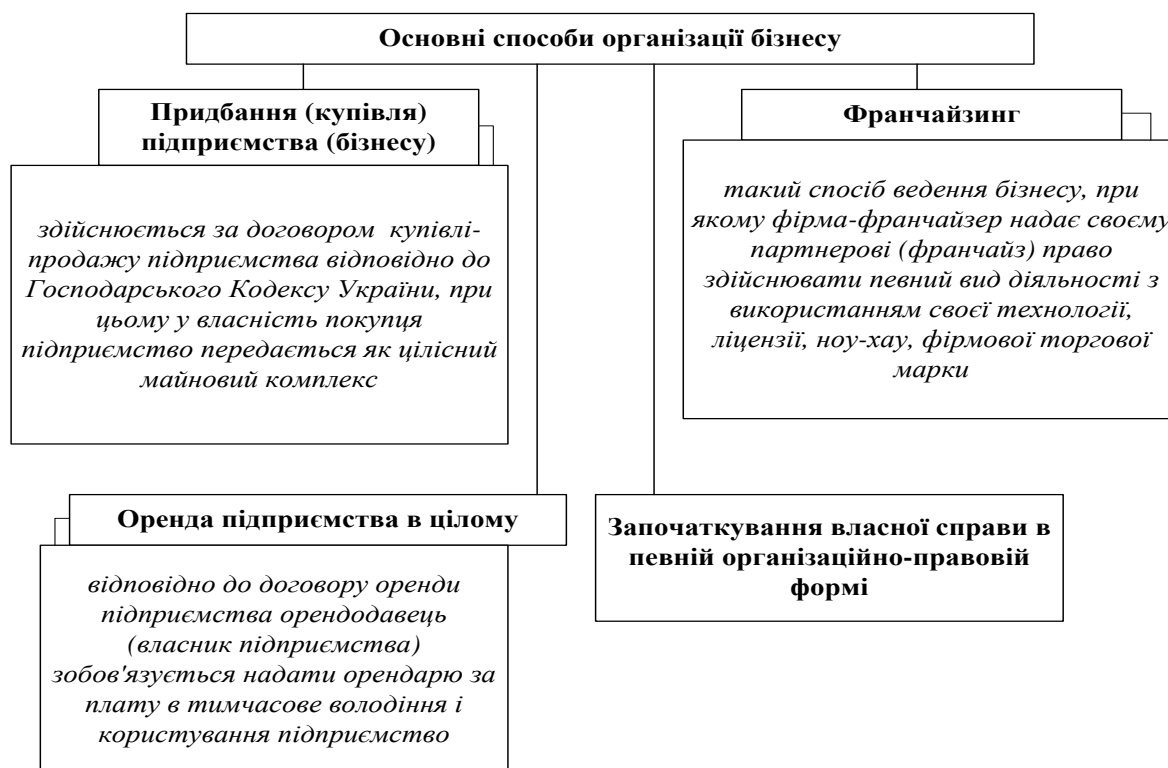 Основні способи організації бізнесу
Придбання (купівля)
підприємства (бізнесу)
здійснюється за договором купівлі-
продажу підприємства відповідно до
Господарського Кодексу України, при
цьому у власність покупця
підприємство передається як цілісний
майновий комплекс
Франчайзинг
такий спосіб ведення бізнесу, при
якому фірма-франчайзер надає своєму
партнерові (франчайз) право
здійснювати певний вид діяльності з
використанням своєї технології,
ліцензії, ноу-хау, фірмової торгової
марки
Оренда підприємства в цілому
відповідно до договору оренди
підприємства орендодавець
(власник підприємства)
зобов'язується надати орендарю за
плату в тимчасове володіння і
користування підприємство
Започаткування власної справи в
певній організаційно-правовій
формі